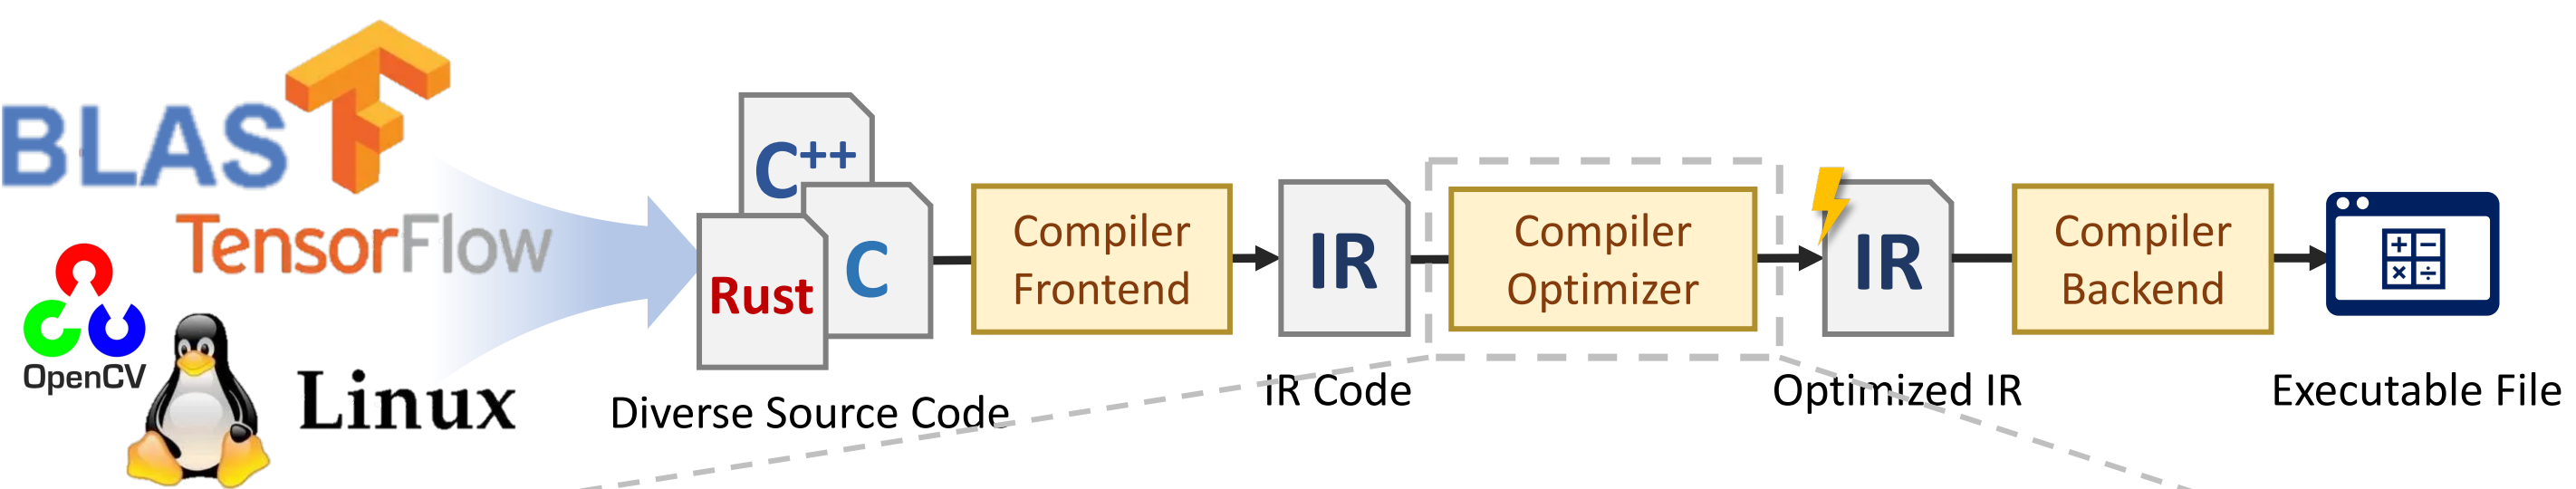 BLAS
TensorFlow
OpenCV
Linux
C++
Rust
C
Diverse Source Code
Compiler
Frontend
IR
IR Code
Compiler
Optimizer
IR
Optimized IR
Compiler
Backend
+ −
× ÷
Executable File